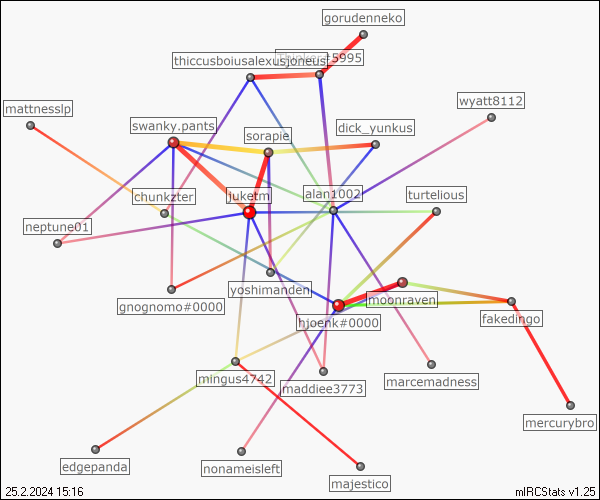 gorudenneko
thiccusboiusalexusjoneus
5995
mattnesslp
wyatt8112
swanky.pants
sorapie
dick_yunkus
chunkzter
juketm
alan1002
turtelious
neptune01
yoshimanden
moonraven
gnognomo#0000
hjoenk#0000
fakedingo
mingus4742
maddiee3773
marcemadness
mercurybro
edgepanda
nonameisleft
majestico
25.2.2024 15:16
mIRCStats v1.25